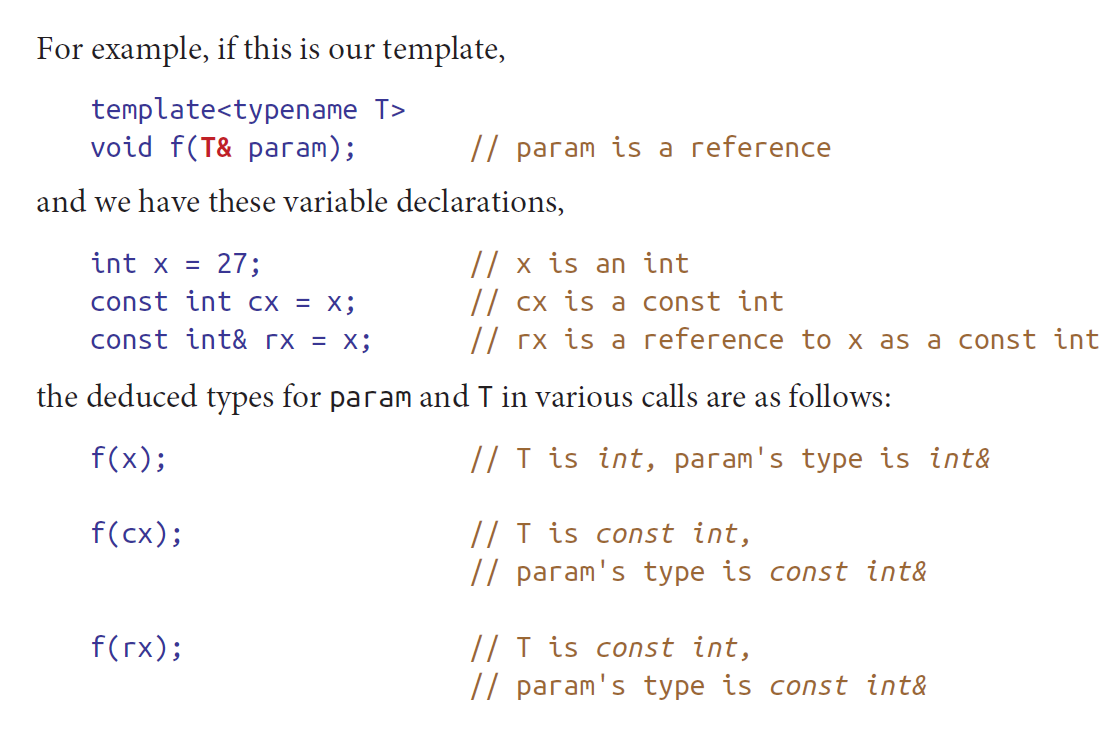 For example, if this is our template,
template<typename T>
void f(T& param); // param is a reference
and we have these variable declarations,
int x = 27; // x is an int
const int cx = x; // cx is a const int
const int& rx = x; // rx is a reference to x as a const int
the deduced types for param and T in various calls are as follows:
f(x); // T is int, param's type is int&
f(cx); // T is const int,
// param's type is const int&
f(rx); // T is const int,
// param's type is const int&